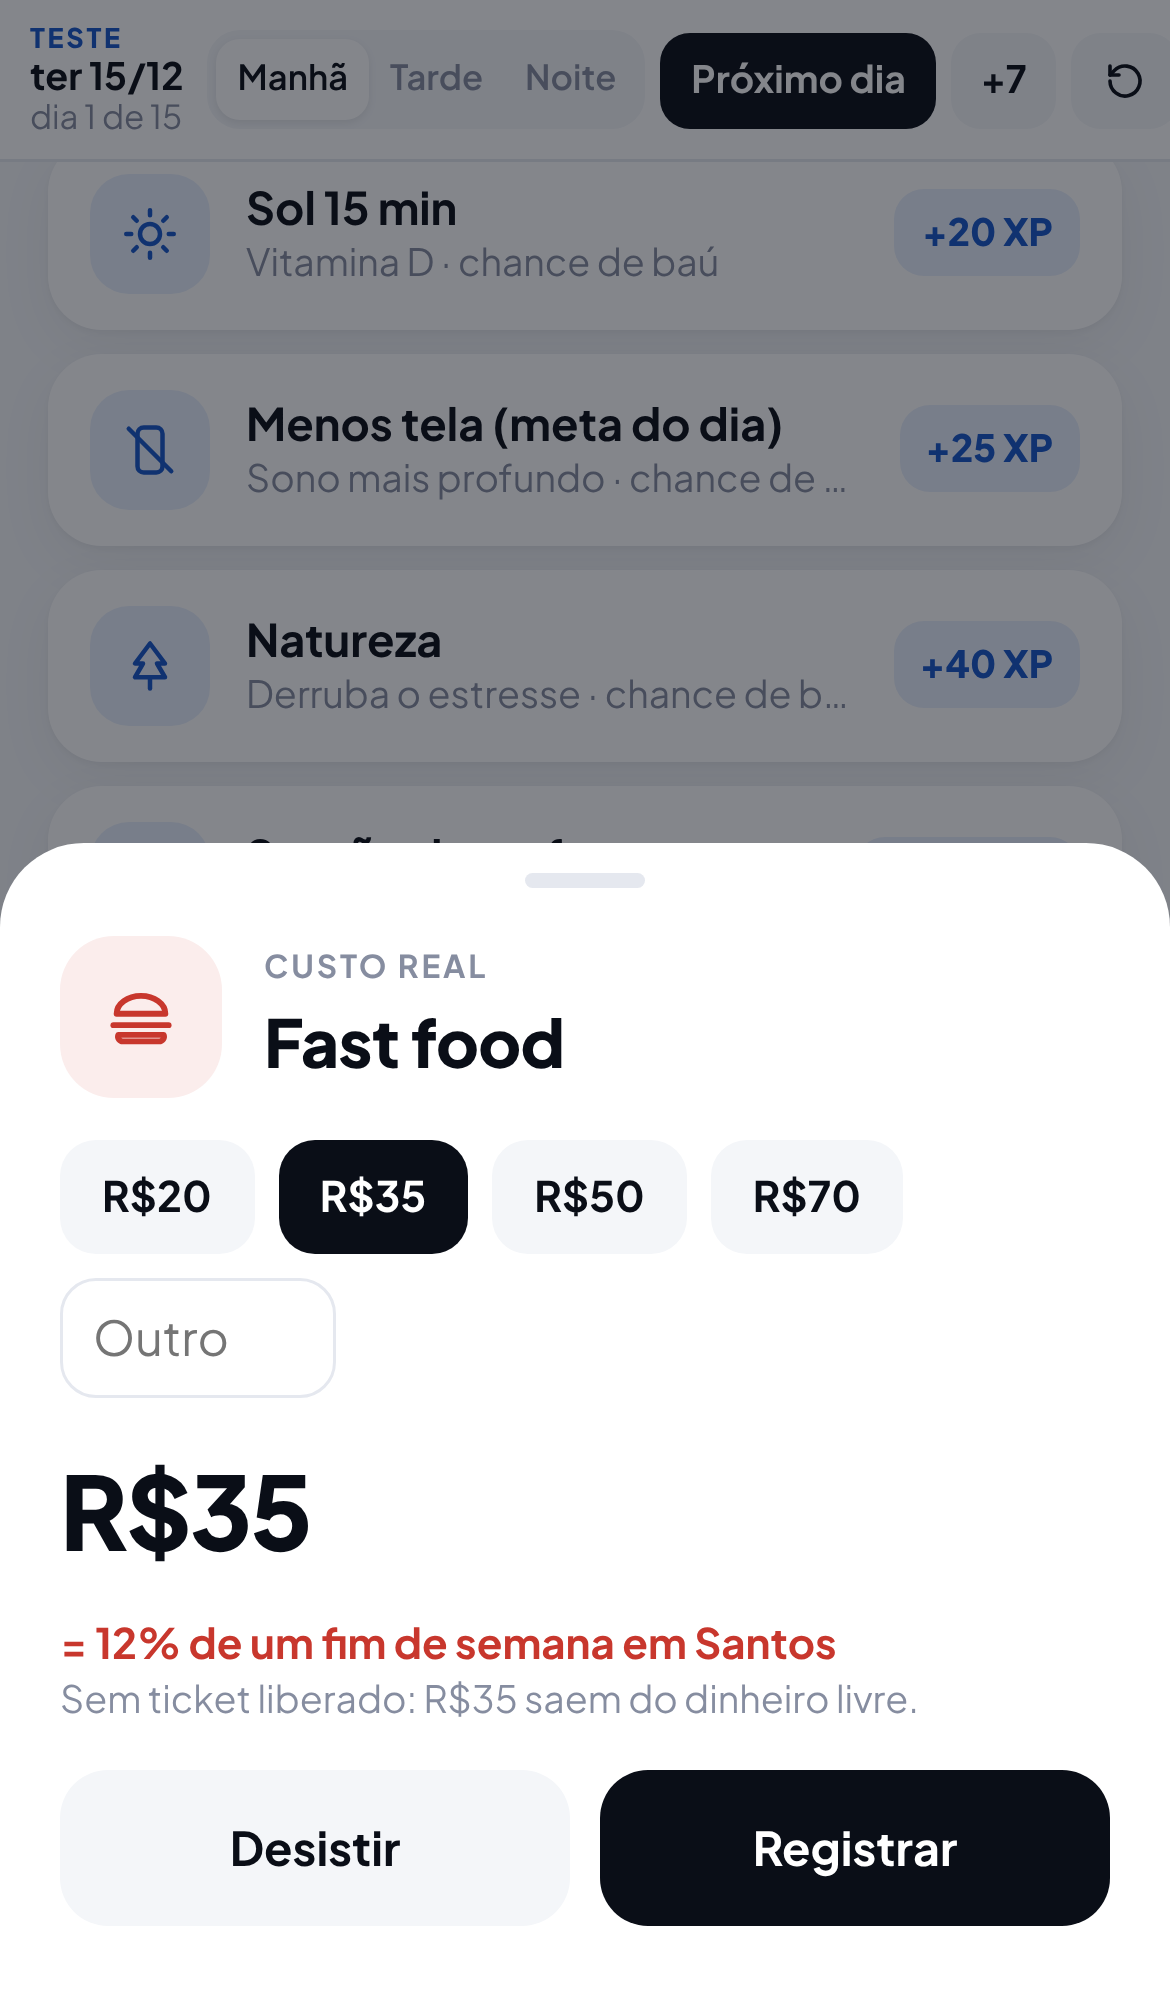 TESTE
ter 15/12
dia 1 de 15
Manhã
Tarde
Noite
Próximo dia
+7
Sol 15 min
Vitamina D · chance de baú
+20 XP
Menos tela (meta do dia)
Sono mais profundo · chance de ...
+25 XP
Natureza
Derruba o estresse · chance de b...
+40 XP
CUSTO REAL
Fast food
R$20
R$35
R$50
R$70
Outro
R$35
= 12% de um fim de semana em Santos
Sem ticket liberado: R$35 saem do dinheiro livre.
Desistir
Registrar